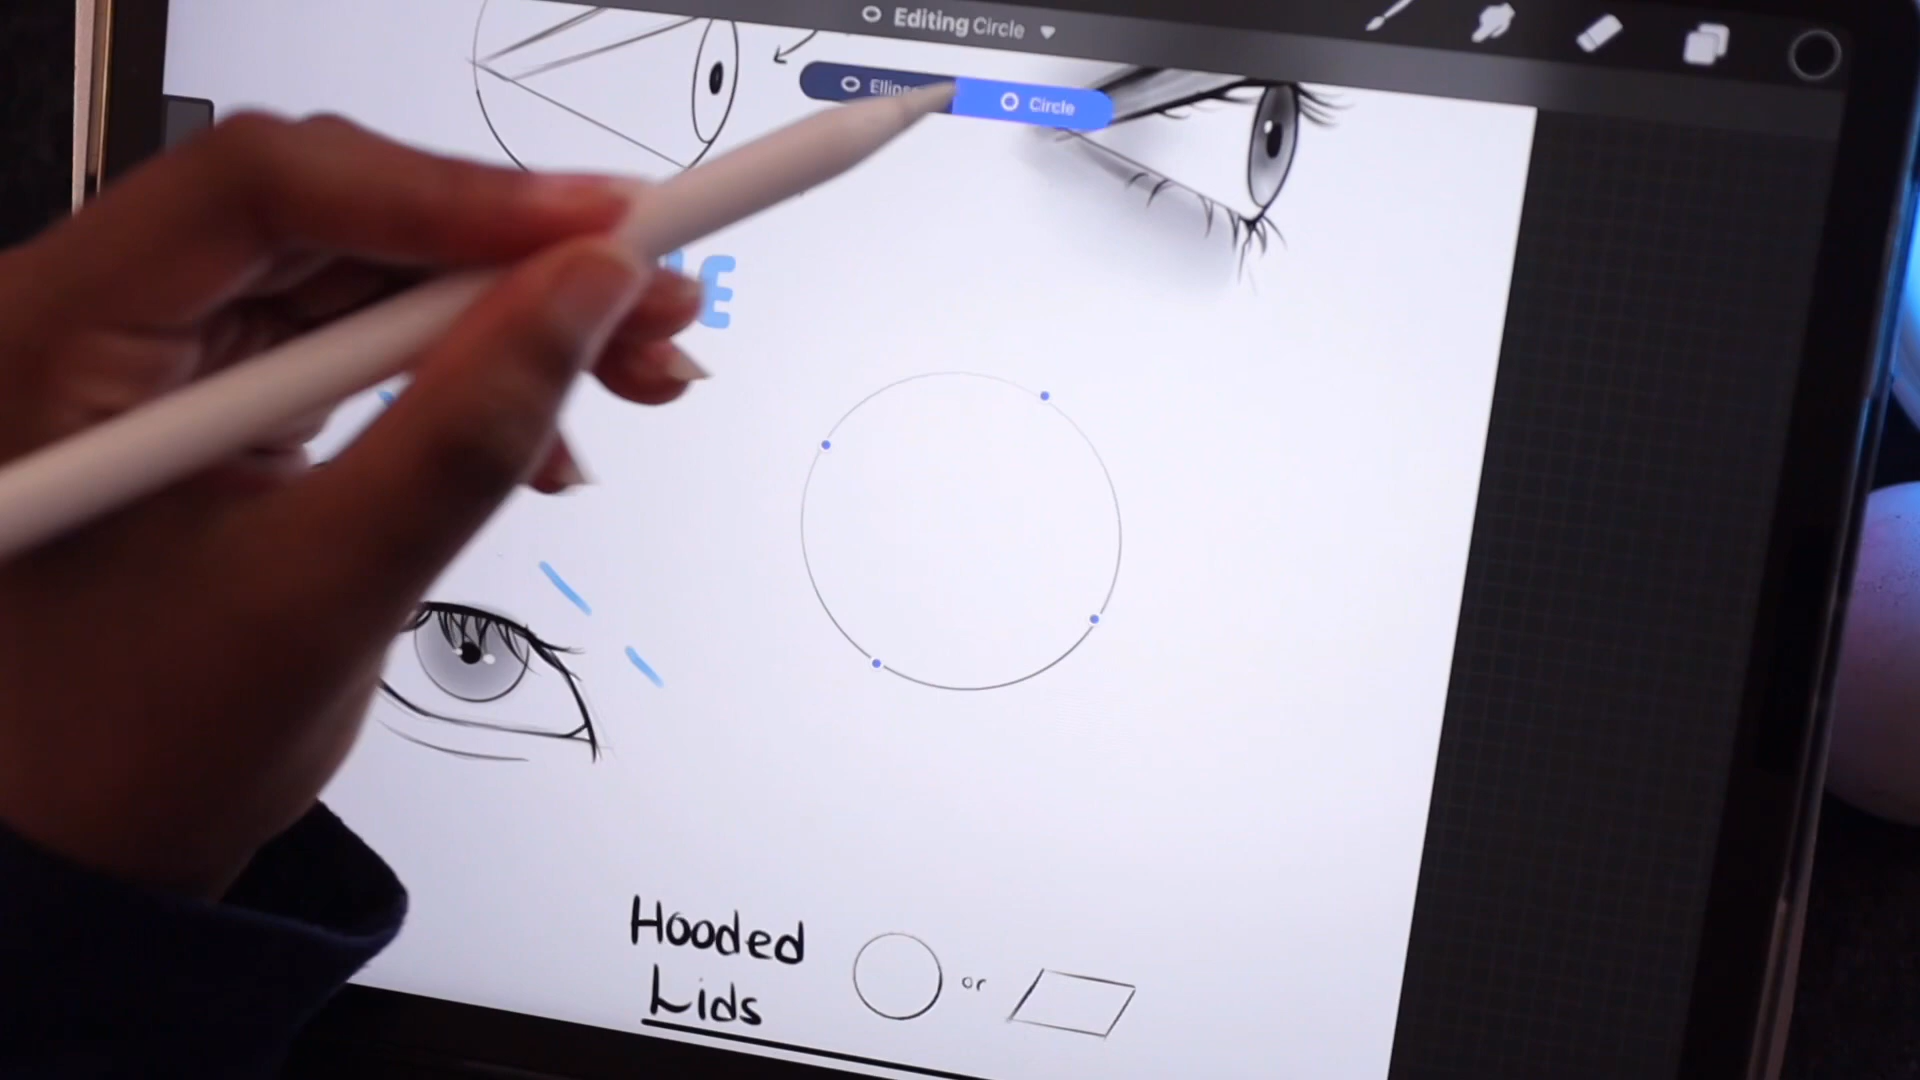 Editing Circle
Circle
Hooded
Lids
or